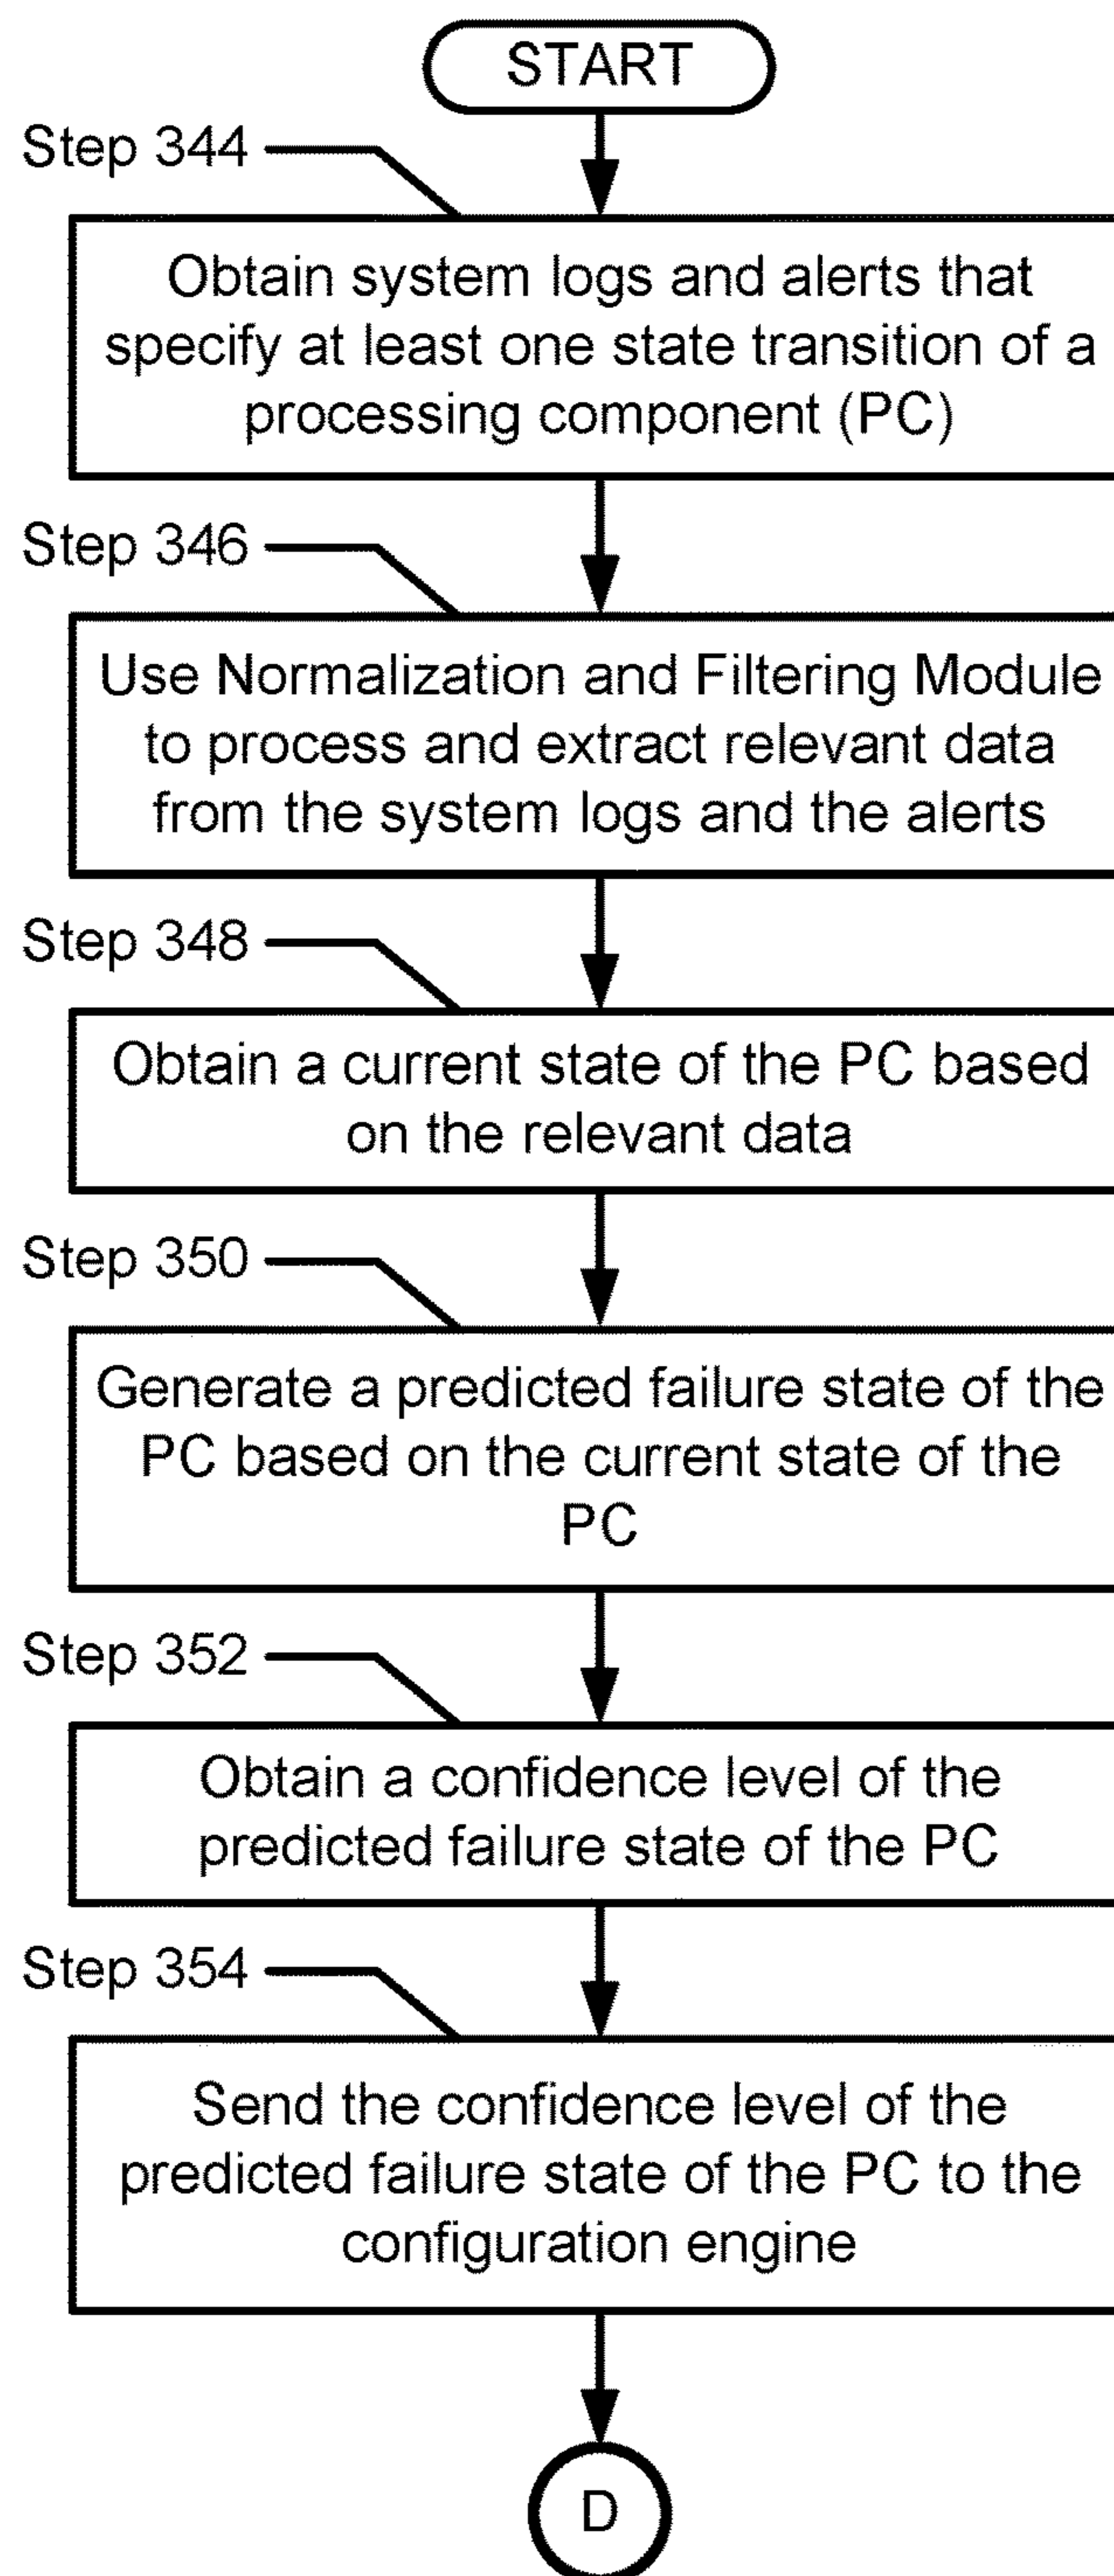 START
Step 344
Obtain system logs and alerts that
specify at least one state transition of a
processing component (PC)
Step 346
Use Normalization and Filtering Module
to process and extract relevant data
from the system logs and the alerts
Step 348
Obtain a current state of the PC based
on the relevant data
Step 350
Generate a predicted failure state of the
PC based on the current state of the
PC
Step 352
Obtain a confidence level of the
predicted failure state of the PC
Step 354
Send the confidence level of the
predicted failure state of the PC to the
configuration engine
D